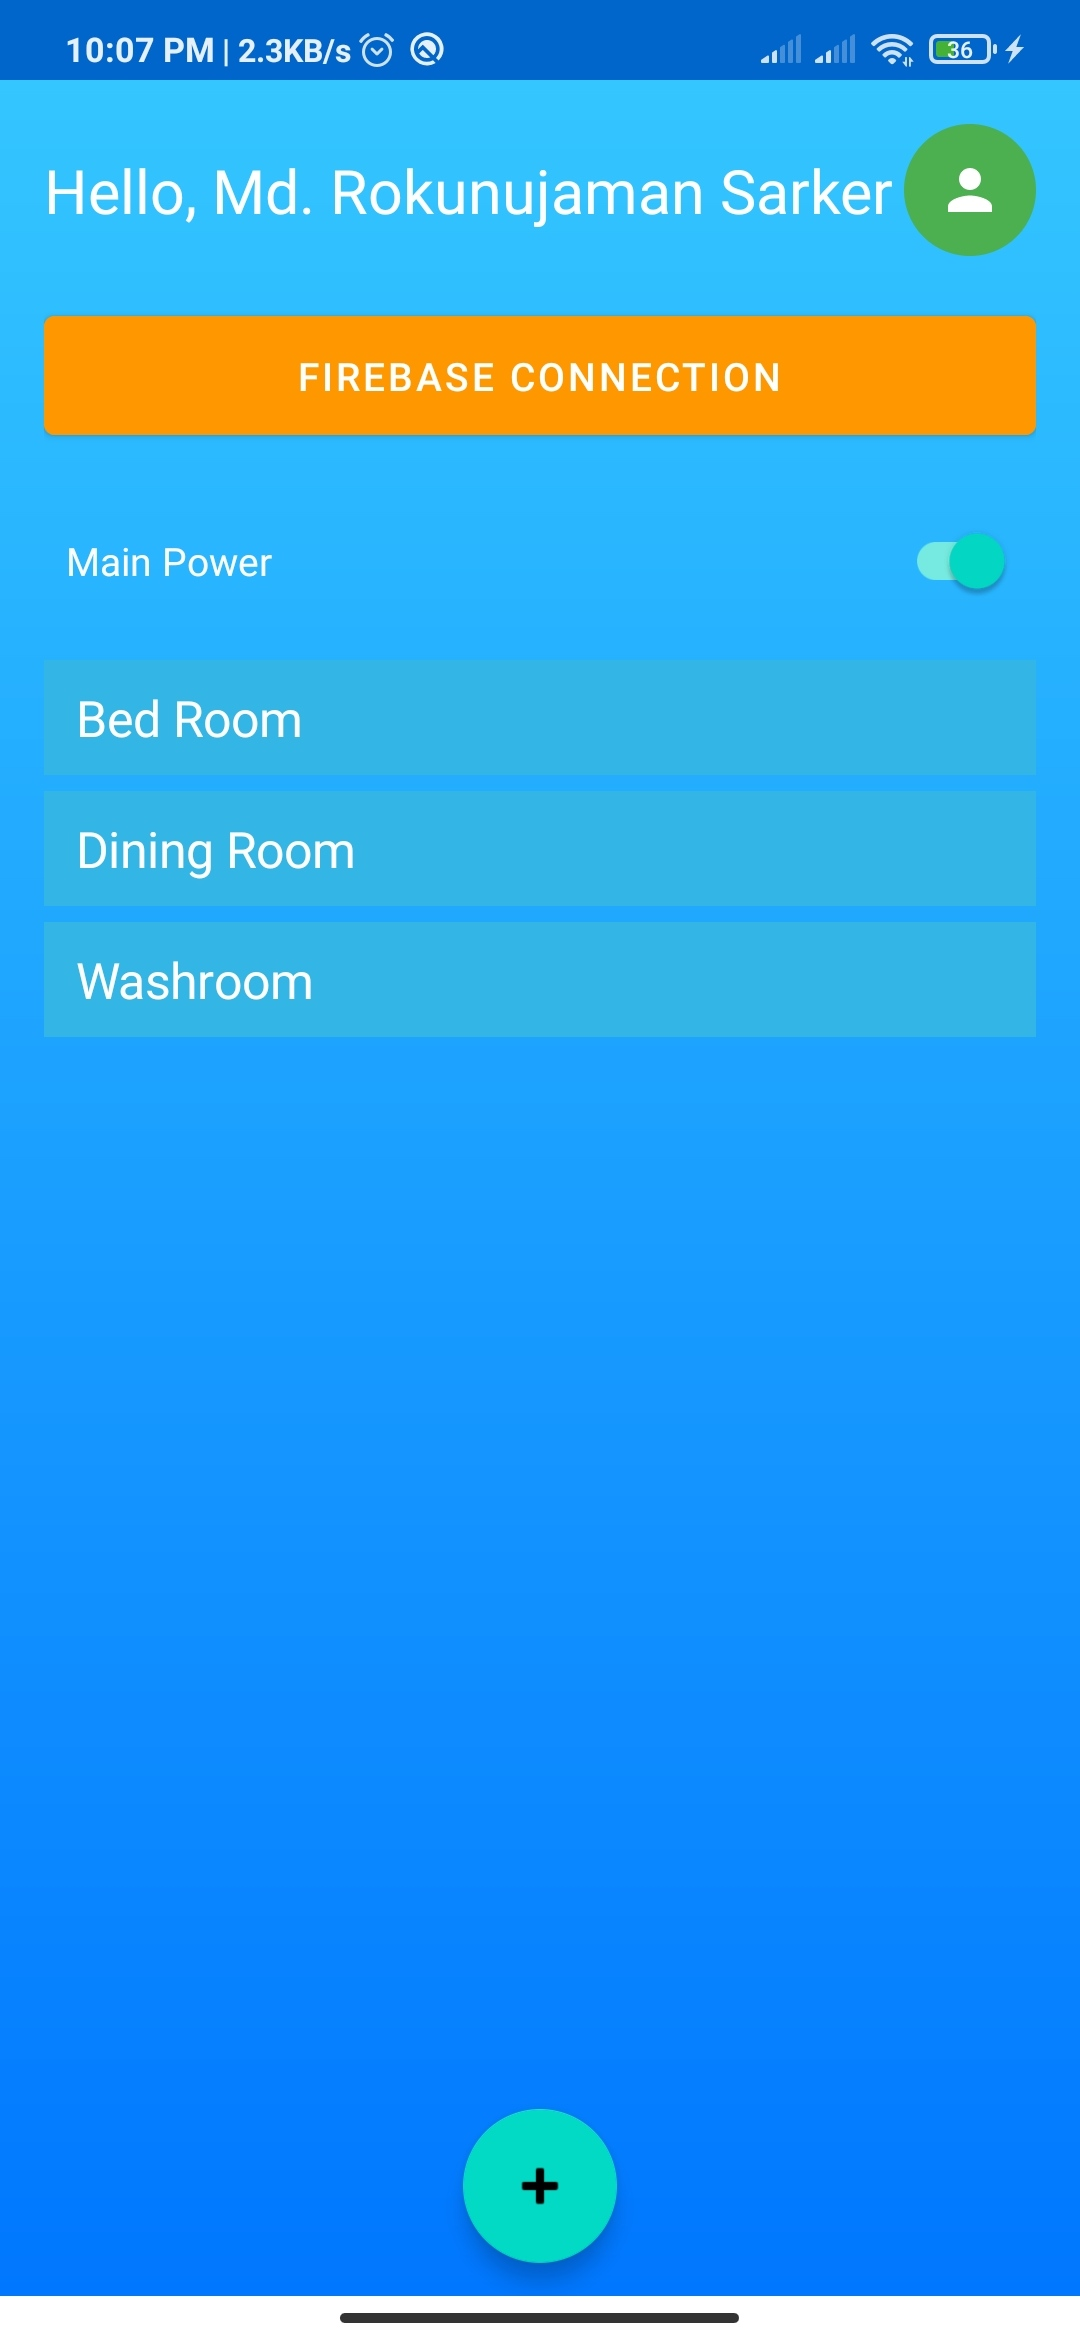 10:07 PM | 2.3KB/s 36
Hello, Md. Rokunujaman Sarker
FIREBASE CONNECTION
Main Power
Bed Room
Dining Room
Washroom
+